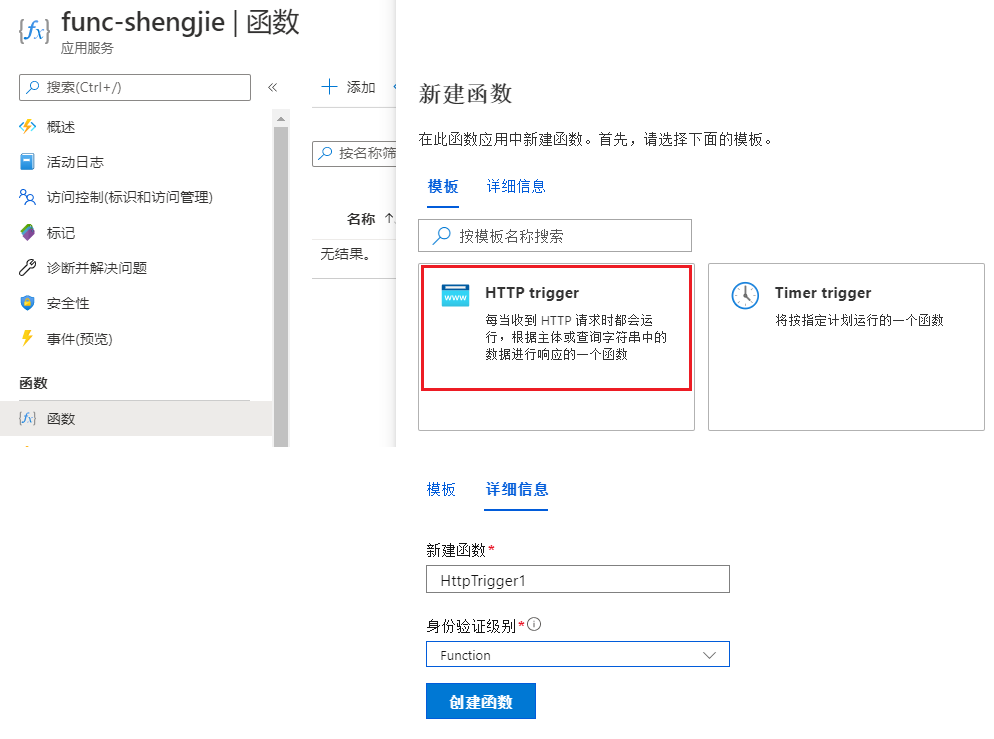 func-shengjie | 函数
应用服务
搜索(Ctrl+/)
«
概述
活动日志
访问控制(标识和访问管理)
标记
诊断并解决问题
安全性
事件(预览)
函数
函数
添加
按名称筛
名称 ↑
无结果。
新建函数
在此函数应用中新建函数。首先，请选择下面的模板。
模板 详细信息
按模板名称搜索
www
HTTP trigger
每当收到 HTTP 请求时都会运
行，根据主体或查询字符串中的
数据进行响应的一个函数
Timer trigger
将按指定计划运行的一个函数
模板 详细信息
新建函数*
HttpTrigger1
身份验证级别*
Function
创建函数